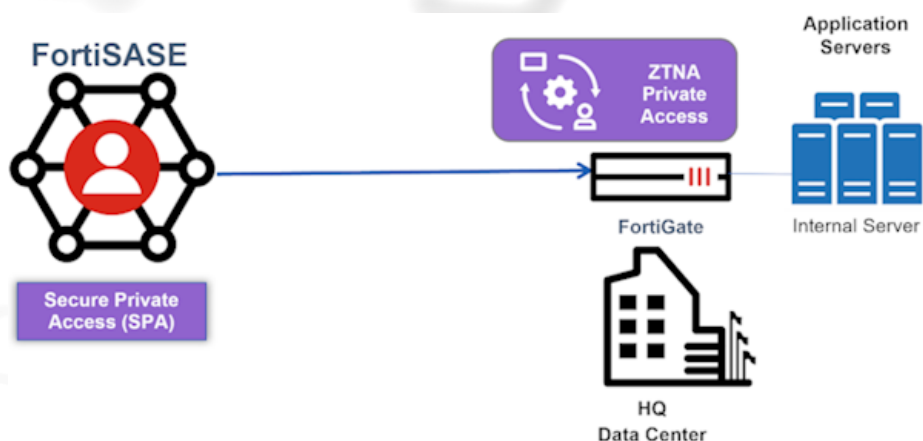 FortiSASE
Secure Private
Access (SPA)
ZTNA
Private
Access
FortiGate
HQ
Data Center
Application
Servers
Internal Server